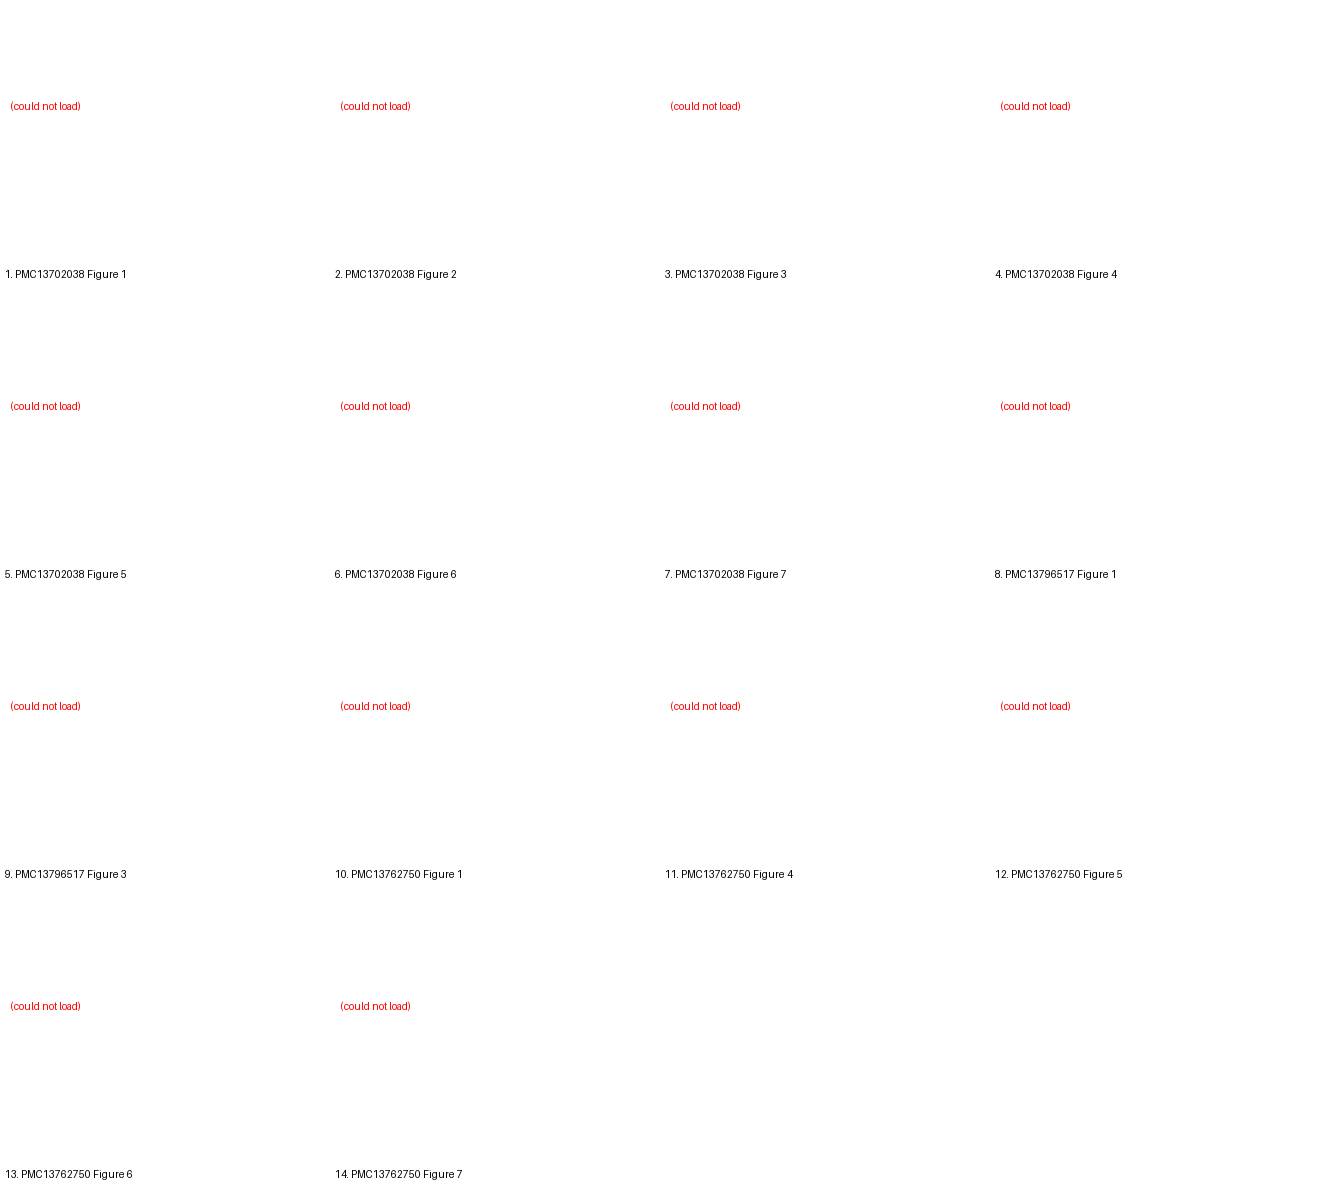 (could not load)
(could not load)
(could not load)
(could not load)
1. PMC13702038 Figure 1
2. PMC13702038 Figure 2
3. PMC13702038 Figure 3
4. PMC13702038 Figure 4
(could not load)
(could not load)
(could not load)
(could not load)
5. PMC13702038 Figure 5
6. PMC13702038 Figure 6
7. PMC13702038 Figure 7
8. PMC13796517 Figure 1
(could not load)
(could not load)
(could not load)
(could not load)
9. PMC13796517 Figure 3
10. PMC13762750 Figure 1
11. PMC13762750 Figure 4
12. PMC13762750 Figure 5
(could not load)
(could not load)
13. PMC13762750 Figure 6
14. PMC13762750 Figure 7